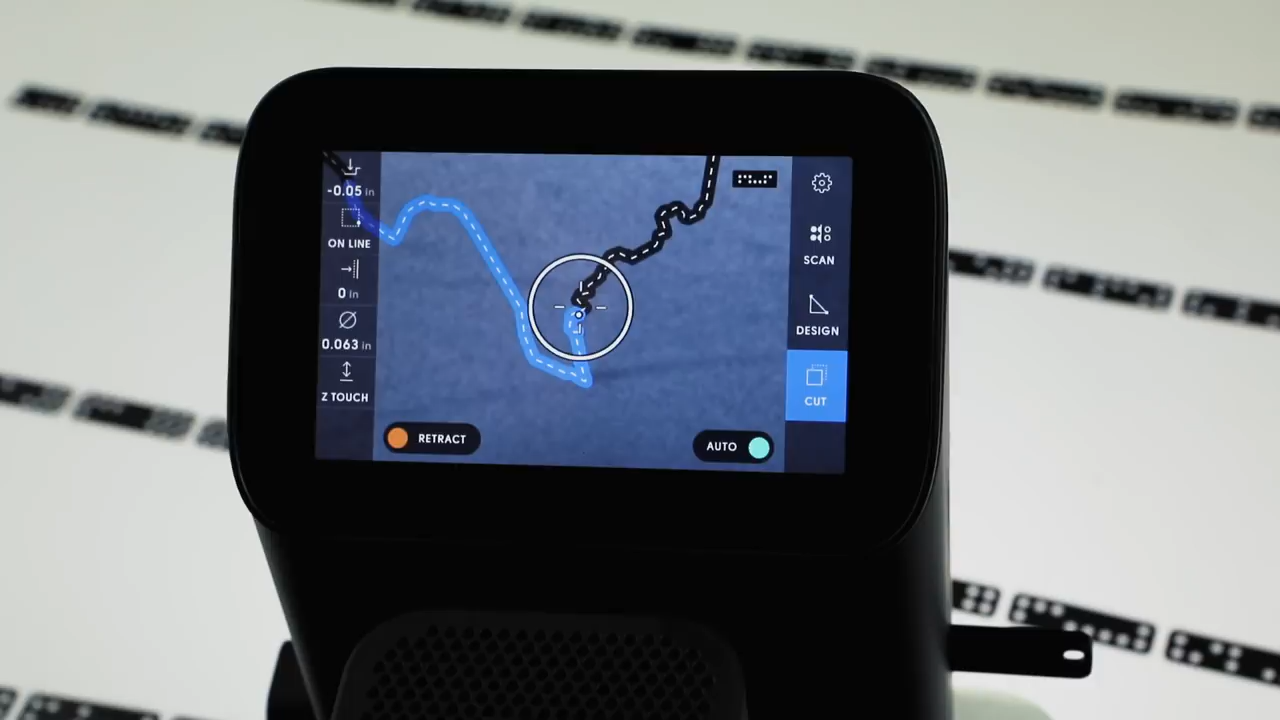 -0.05 in
ON LINE
0 in
0.063 in
Z TOUCH
RETRACT
AUTO
SCAN
DESIGN
CUT